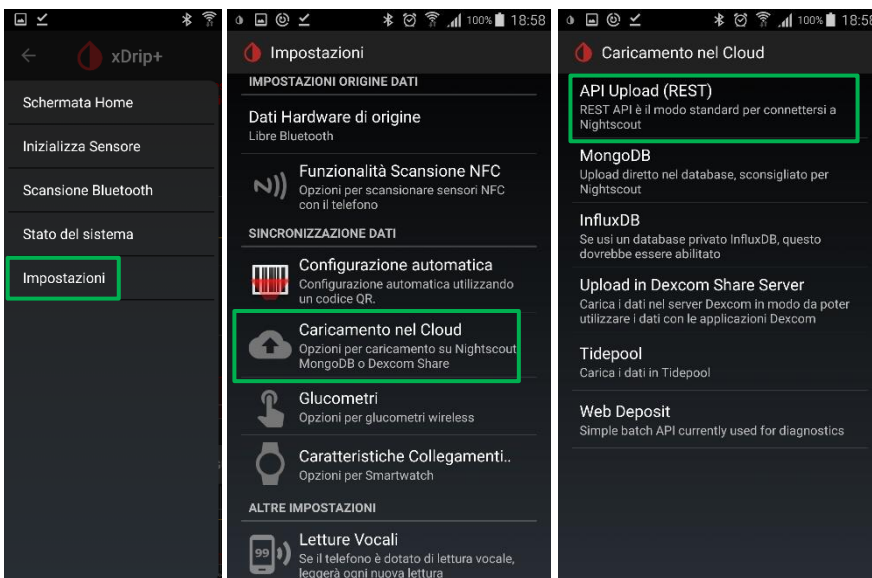 xDrip+
Schermata Home
Inizializza Sensore
Scansione Bluetooth
Stato del sistema
Impostazioni
100% 18:58
Impostazioni
IMPOSTAZIONI ORIGINE DATI
Dati Hardware di origine
Libre Bluetooth
Funzionalità Scansione NFC
Opzioni per scansionare sensori NFC
con il telefono
SINCRONIZZAZIONE DATI
Configurazione automatica
Configurazione automatica utilizzando
un codice QR.
Caricamento nel Cloud
Opzioni per caricamento su Nightscout
MongoDB o Dexcom Share
Glucometri
Opzioni per glucometri wireless
Caratteristiche Collegamenti..
Opzioni per Smartwatch
ALTRE IMPOSTAZIONI
99
Letture Vocali
Se il telefono è dotato di lettura vocale,
leggerà ogni nuova lettura
100% 18:58
Caricamento nel Cloud
API Upload (REST)
REST API è il modo standard per connettersi a
Nightscout
MongoDB
Upload diretto nel database, sconsigliato per
Nightscout
InfluxDB
Se usi un database privato InfluxDB, questo
dovrebbe essere abilitato
Upload in Dexcom Share Server
Carica i dati nel server Dexcom in modo da poter
utilizzare i dati con le applicazioni Dexcom
Tidepool
Carica i dati in Tidepool
Web Deposit
Simple batch API currently used for diagnostics